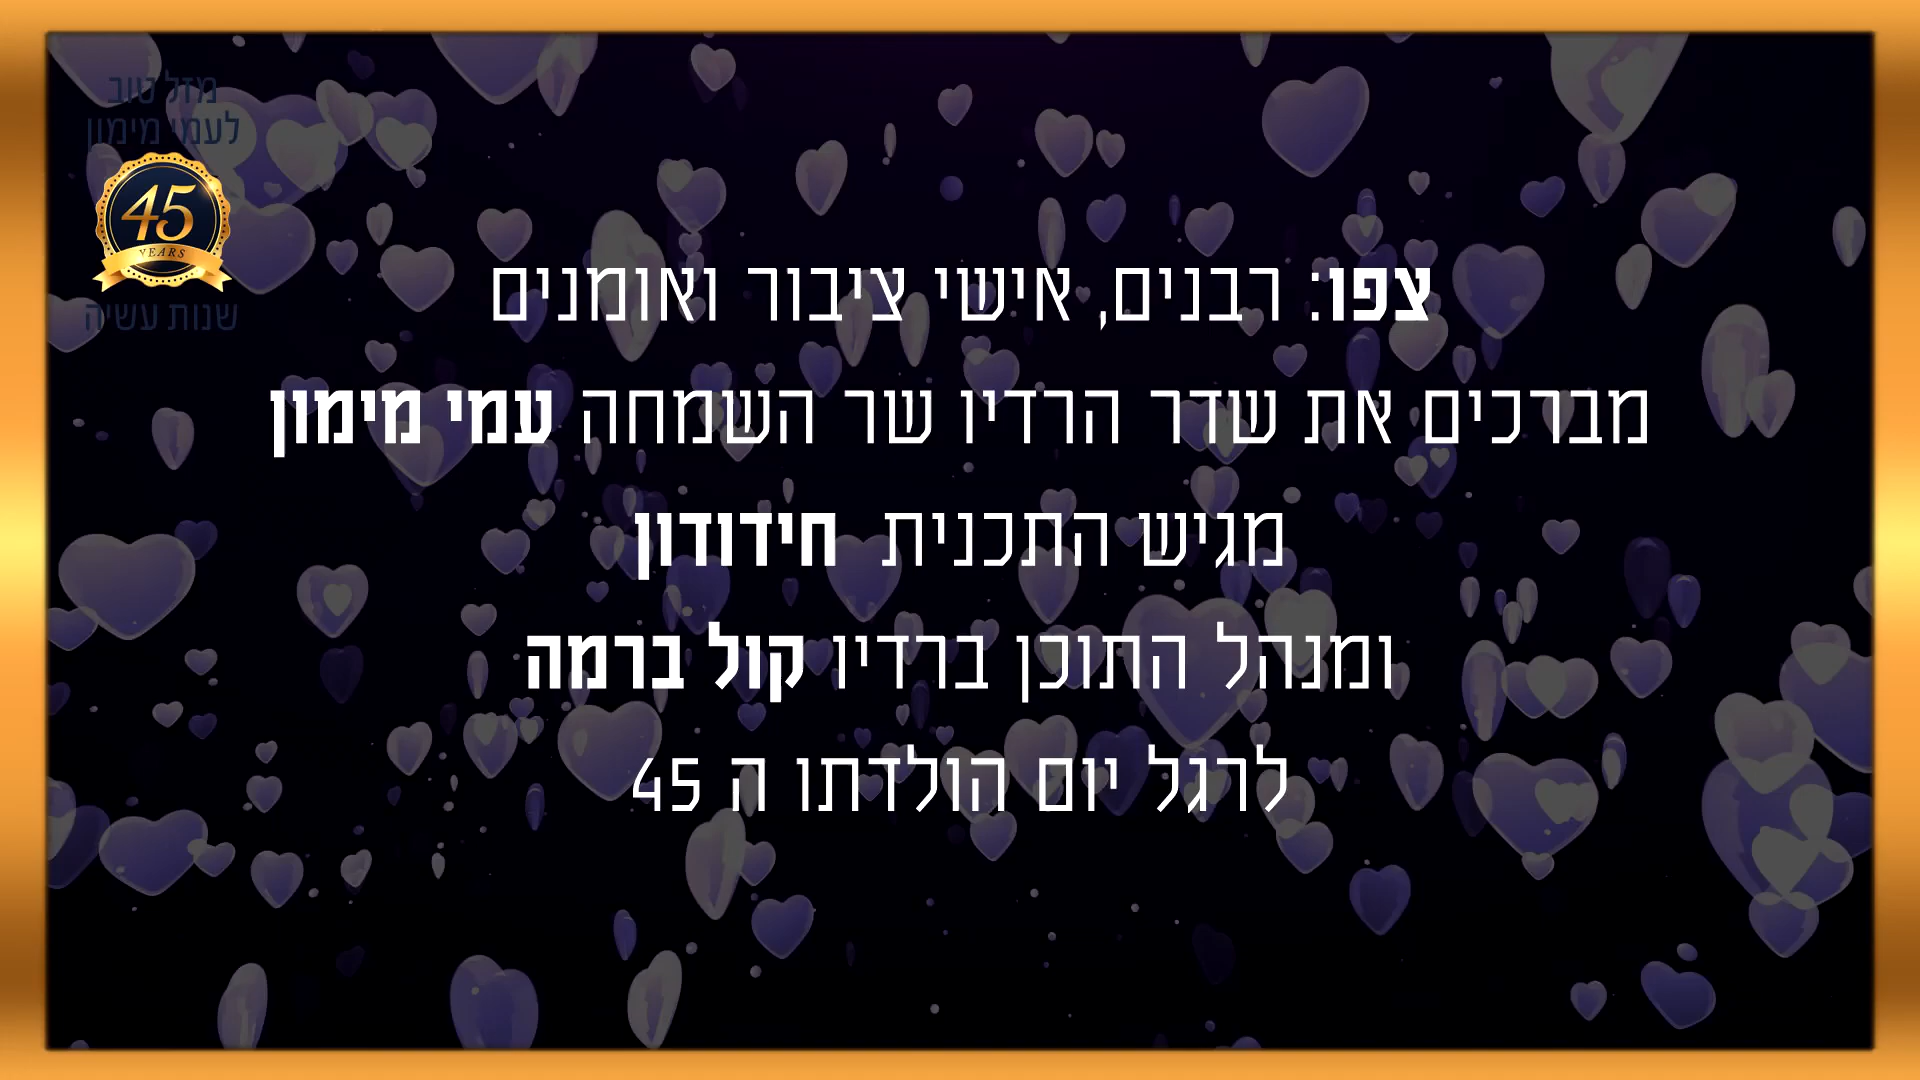 מזל טוב
לעמי מימון
45
YEARS
שנות עשיה
צפו: רבנים, אישי ציבור ואומנים
מברכים את שדר הרדיו שר השמחה עמי מימון
מגיש התכנית חידודון
ומנהל התוכן ברדיו קול ברמה
לרגל יום הולדתו ה 45